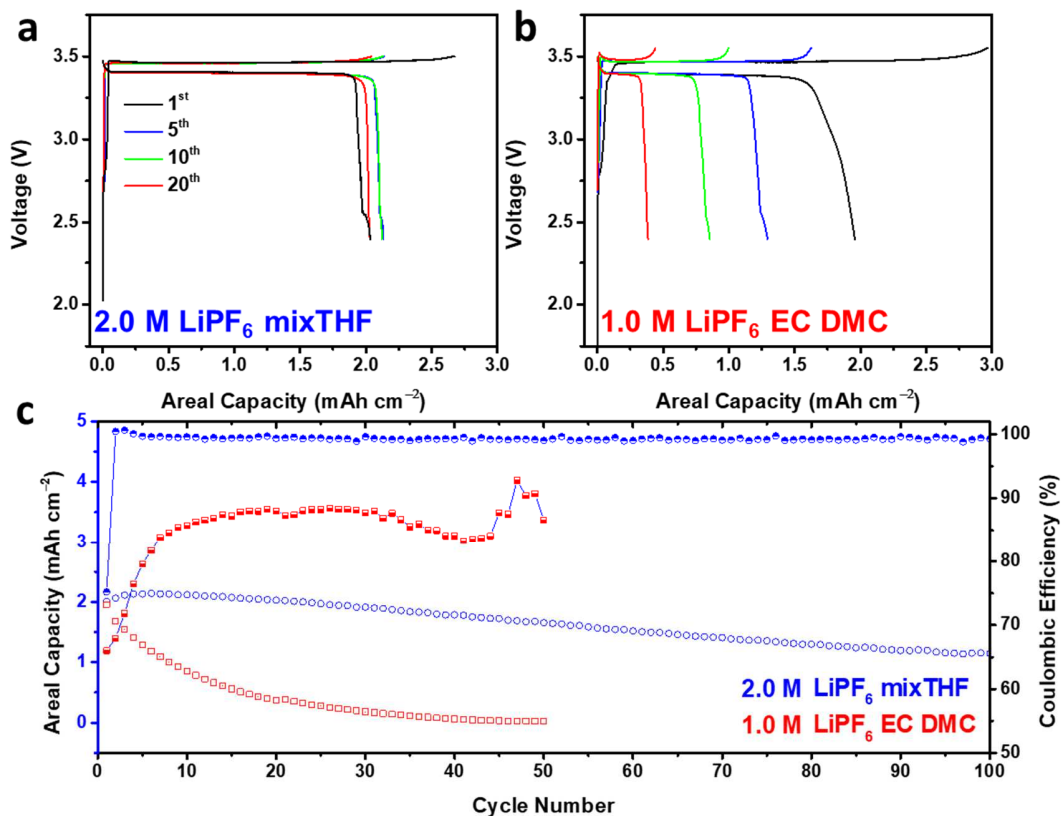 a
3.5
3.0
2.5
2.0
Voltage (V)
1st
5th
10th
20th
2.0 M LiPF6 mixTHF
0.0 0.5 1.0 1.5 2.0 2.5 3.0
Areal Capacity (mAh cm−2)
b
3.5
3.0
2.5
2.0
Voltage (V)
1.0 M LiPF6 EC DMC
0.0 0.5 1.0 1.5 2.0 2.5 3.0
Areal Capacity (mAh cm−2)
c
5
4
3
2
1
0
Areal Capacity (mAh cm−2)
100
90
80
70
60
50
Coulombic Efficiency (%)
2.0 M LiPF6 mixTHF
1.0 M LiPF6 EC DMC
0 10 20 30 40 50 60 70 80 90 100
Cycle Number